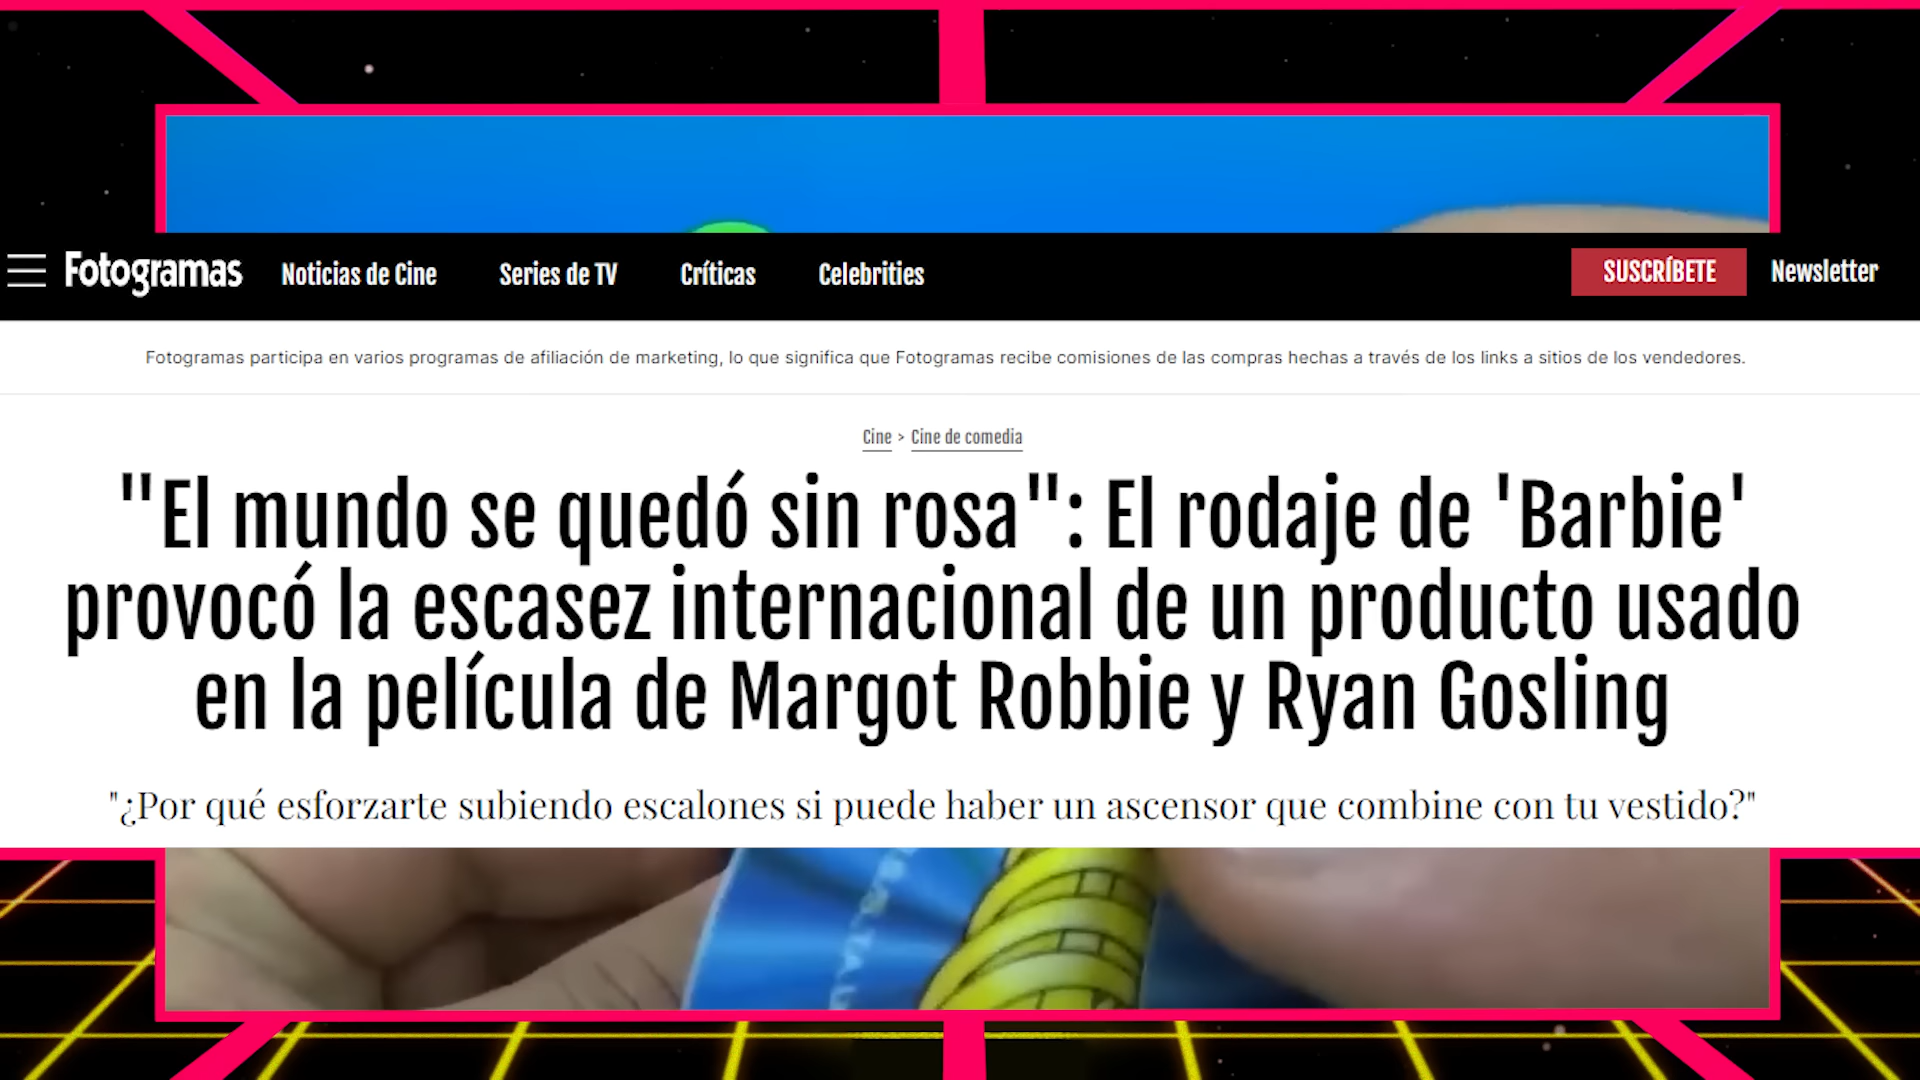 Fotogramas Noticias de Cine Series de TV Críticas Celebrities SUSCRÍBETE Newsletter
Fotogramas participa en varios programas de afiliación de marketing, lo que significa que Fotogramas recibe comisiones de las compras hechas a través de los links a sitios de los vendedores.
Cine > Cine de comedia
"El mundo se quedó sin rosa": El rodaje de 'Barbie'
provocó la escasez internacional de un producto usado
en la película de Margot Robbie y Ryan Gosling
"¿Por qué esforzarte subiendo escalones si puede haber un ascensor que combine con tu vestido?"